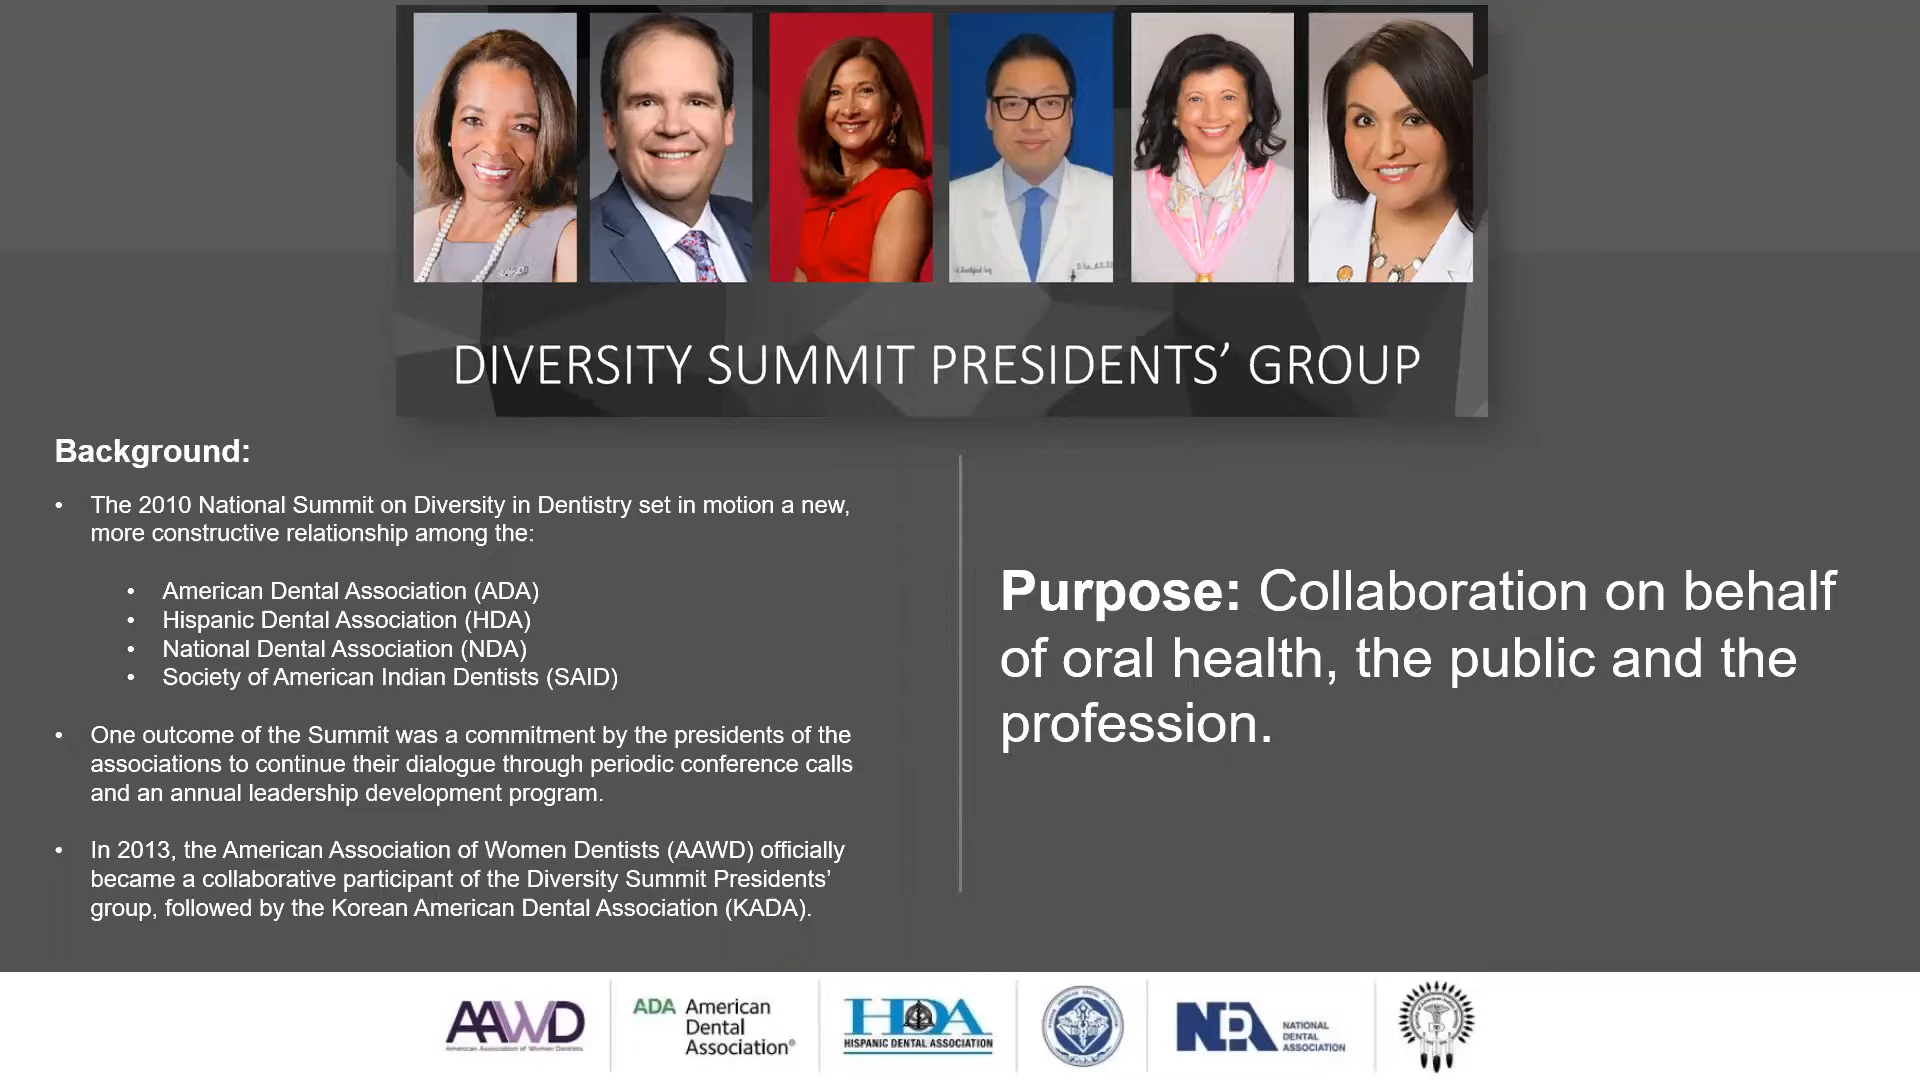 DIVERSITY SUMMIT PRESIDENTS’ GROUP
Background:
• The 2010 National Summit on Diversity in Dentistry set in motion a new,
more constructive relationship among the:
• American Dental Association (ADA)
• Hispanic Dental Association (HDA)
• National Dental Association (NDA)
• Society of American Indian Dentists (SAID)
• One outcome of the Summit was a commitment by the presidents of the
associations to continue their dialogue through periodic conference calls
and an annual leadership development program.
• In 2013, the American Association of Women Dentists (AAWD) officially
became a collaborative participant of the Diversity Summit Presidents’
group, followed by the Korean American Dental Association (KADA).
Purpose: Collaboration on behalf
of oral health, the public and the
profession.
AAWD
American Association of Women Dentists
ADA American
Dental
Association®
HDA
HISPANIC DENTAL ASSOCIATION
NDA
NATIONAL
DENTAL
ASSOCIATION